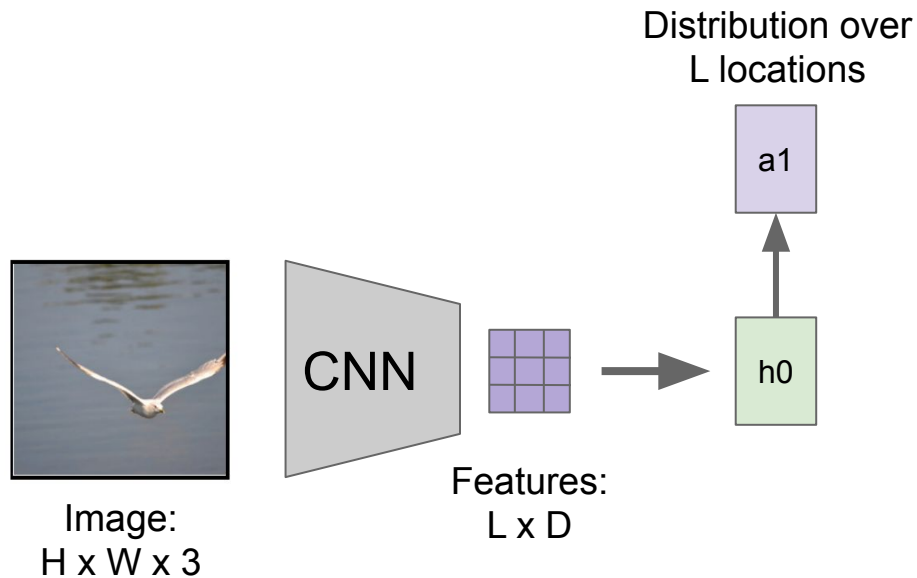 Distribution over
L locations
a1
CNN
h0
Features:
L x D
Image:
H x W x 3